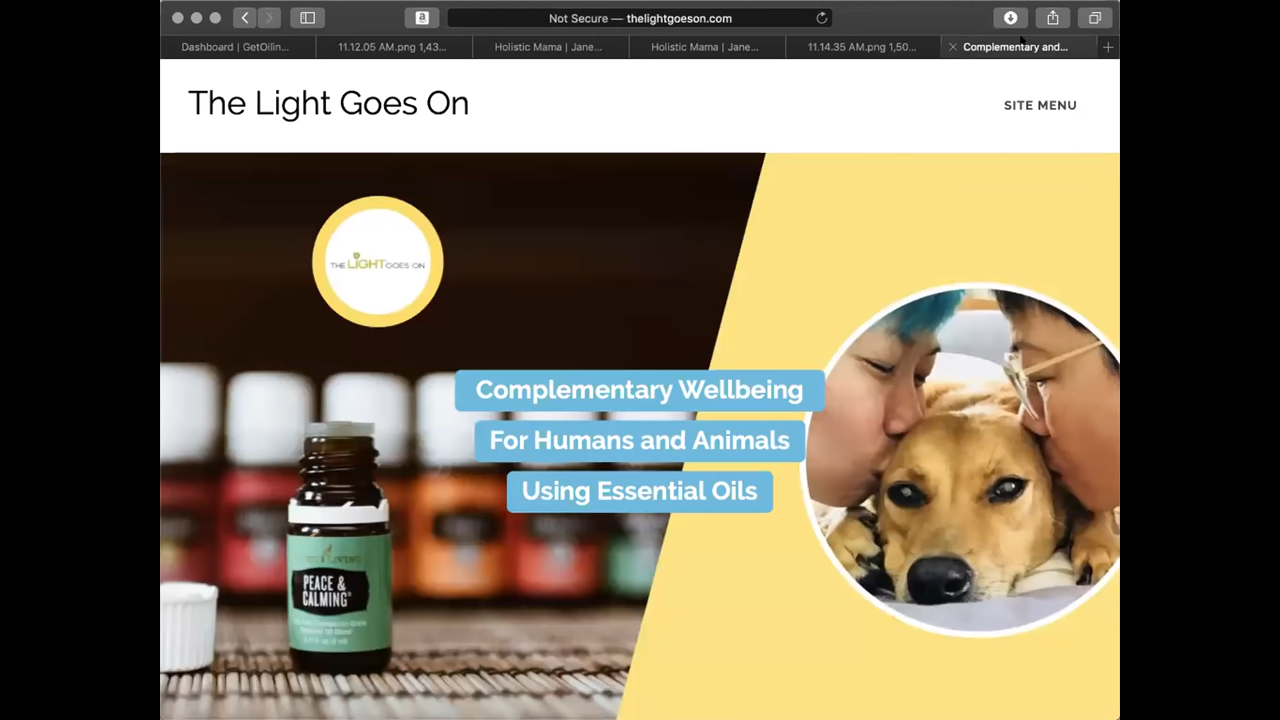 Not Secure — thelightgoeson.com
Dashboard | GetOilin...
11.12.05 AM.png 1,43...
Holistic Mama | Jane...
Holistic Mama | Jane...
11.14.35 AM.png 1,50...
Complementary and...
The Light Goes On
SITE MENU
THE LIGHT GOES ON
Complementary Wellbeing
For Humans and Animals
Using Essential Oils
PEACE &
CALMING